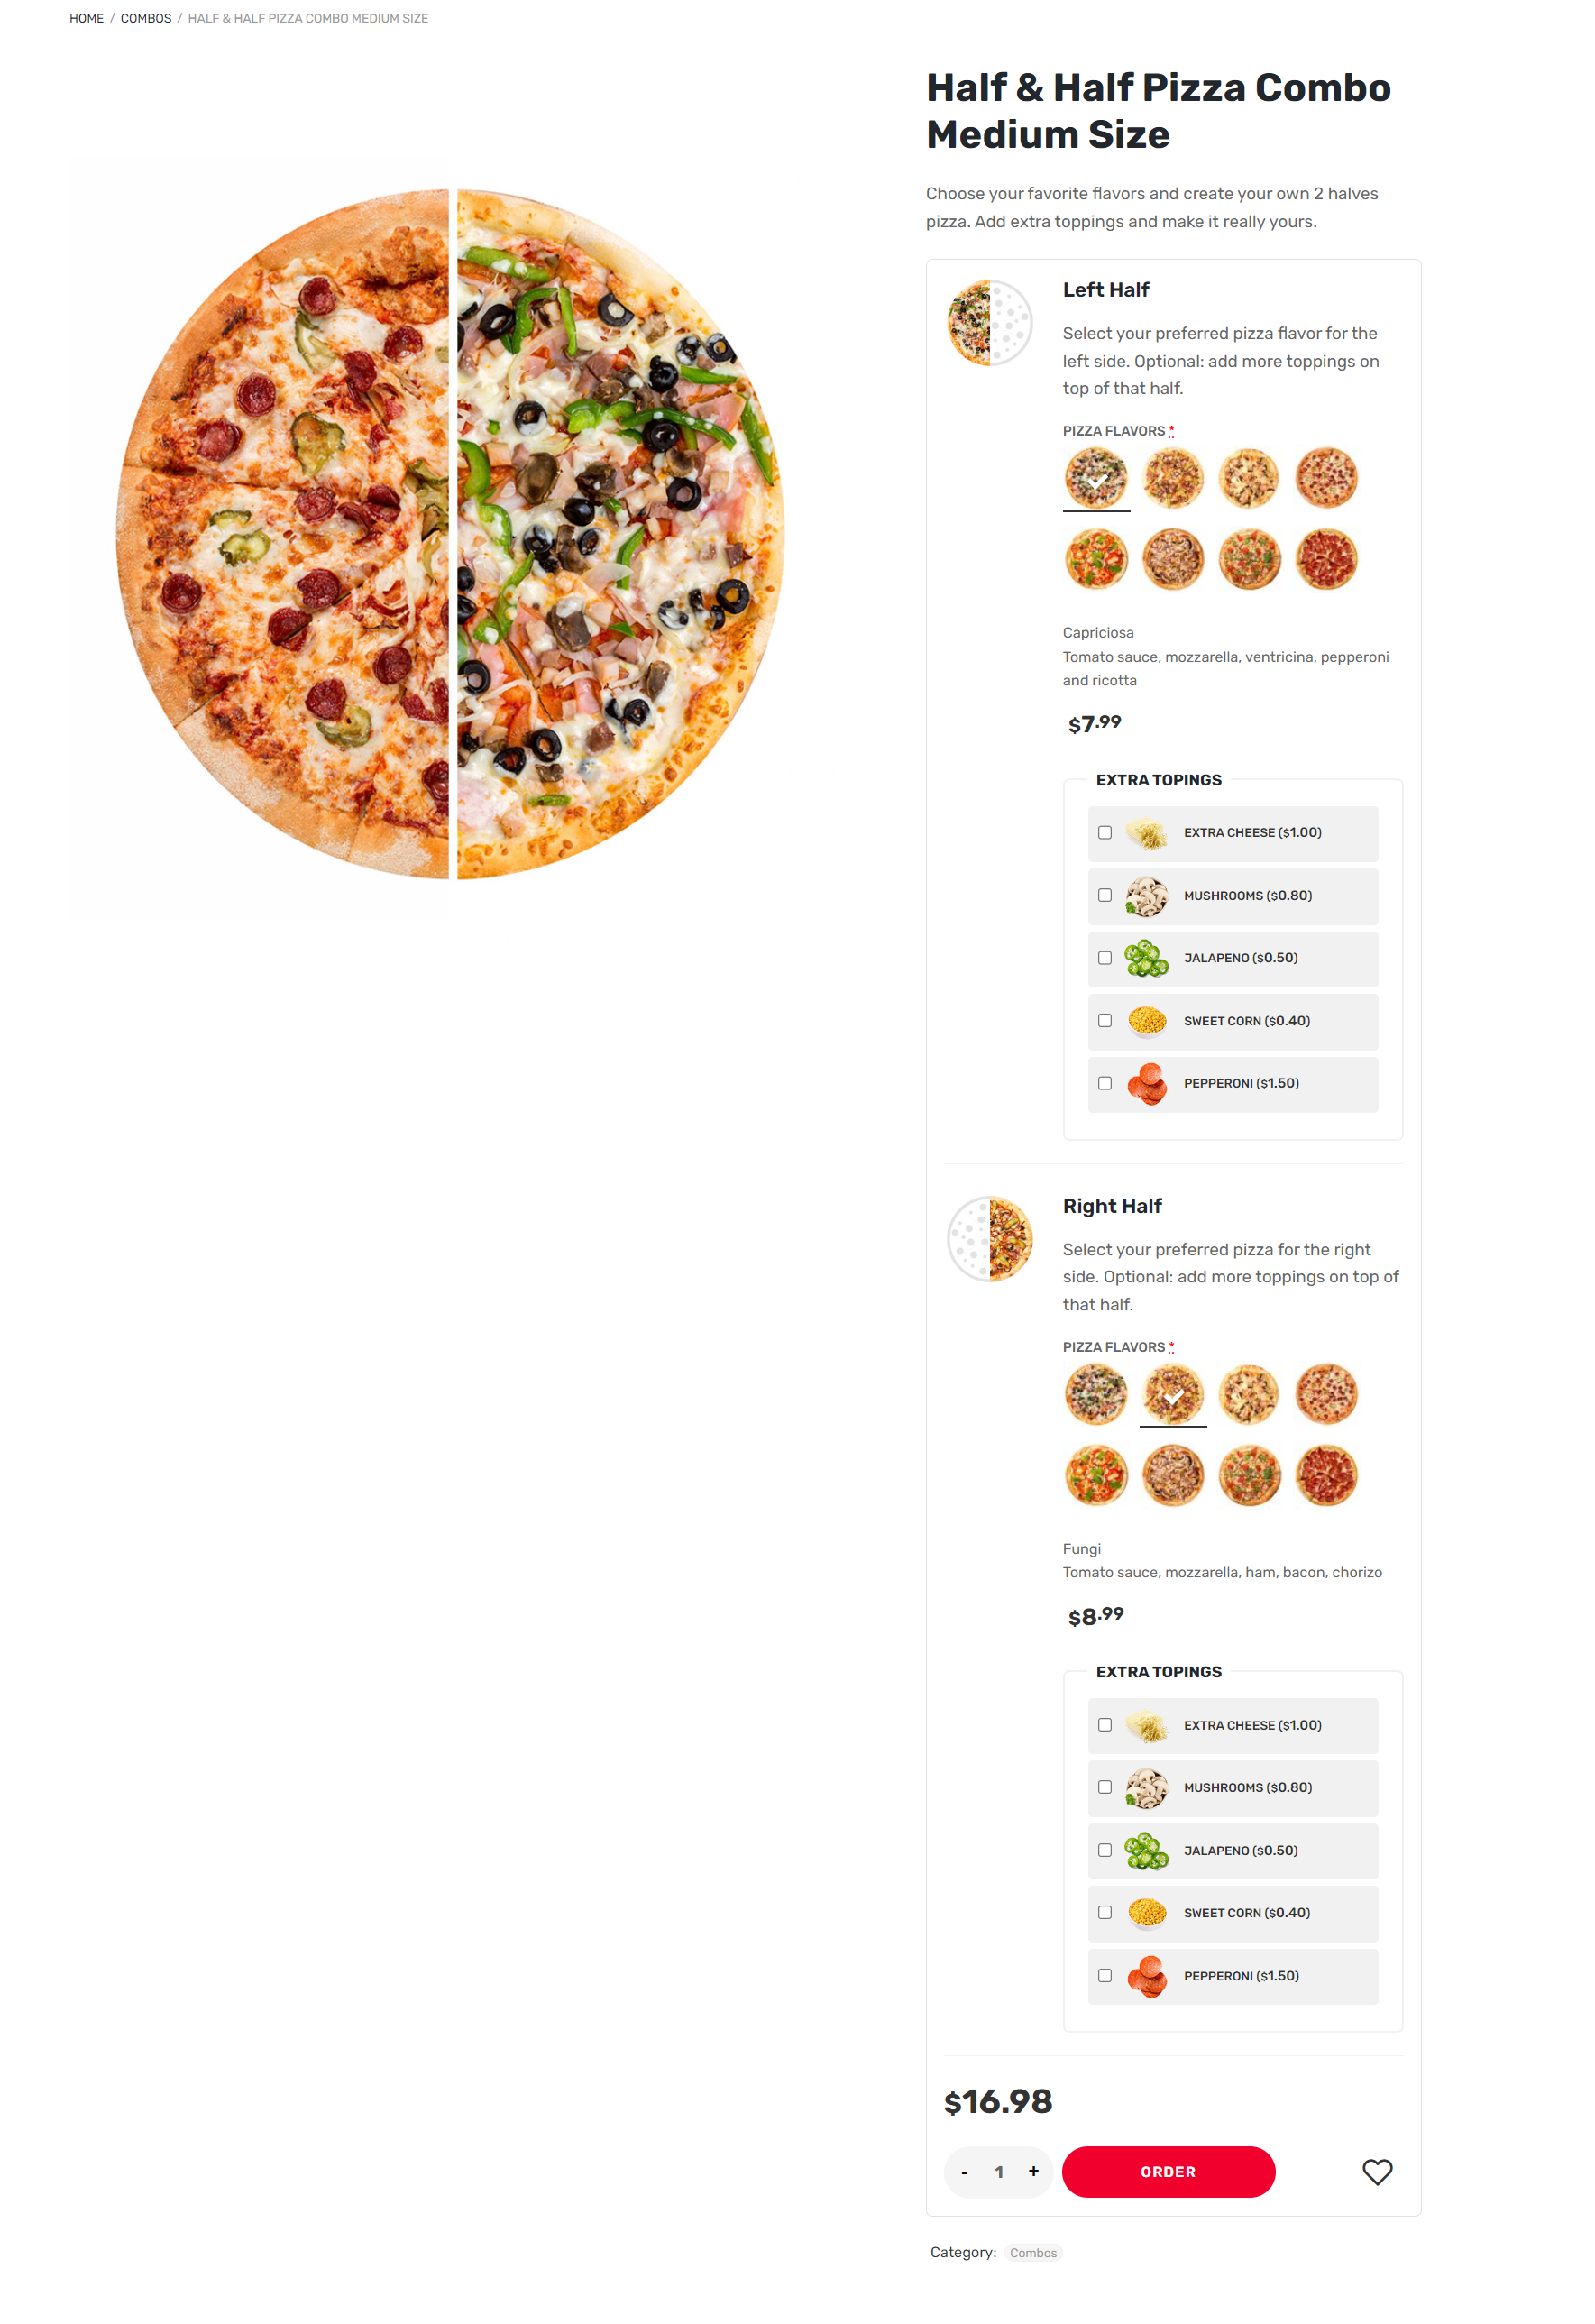 HOME / COMBOS / HALF & HALF PIZZA COMBO MEDIUM SIZE
Half & Half Pizza Combo
Medium Size
Choose your favorite flavors and create your own 2 halves
pizza. Add extra toppings and make it really yours.
Left Half
Select your preferred pizza flavor for the
left side. Optional: add more toppings on
top of that half.
PIZZA FLAVORS *
Capriciosa
Tomato sauce, mozzarella, ventricina, pepperoni
and ricotta
$7.99
EXTRA TOPINGS
EXTRA CHEESE ($1.00)
MUSHROOMS ($0.80)
JALAPENO ($0.50)
SWEET CORN ($0.40)
PEPPERONI ($1.50)
Right Half
Select your preferred pizza for the right
side. Optional: add more toppings on top of
that half.
PIZZA FLAVORS *
Fungi
Tomato sauce, mozzarella, ham, bacon, chorizo
$8.99
EXTRA TOPINGS
EXTRA CHEESE ($1.00)
MUSHROOMS ($0.80)
JALAPENO ($0.50)
SWEET CORN ($0.40)
PEPPERONI ($1.50)
$16.98
- 1 + ORDER
Category: Combos